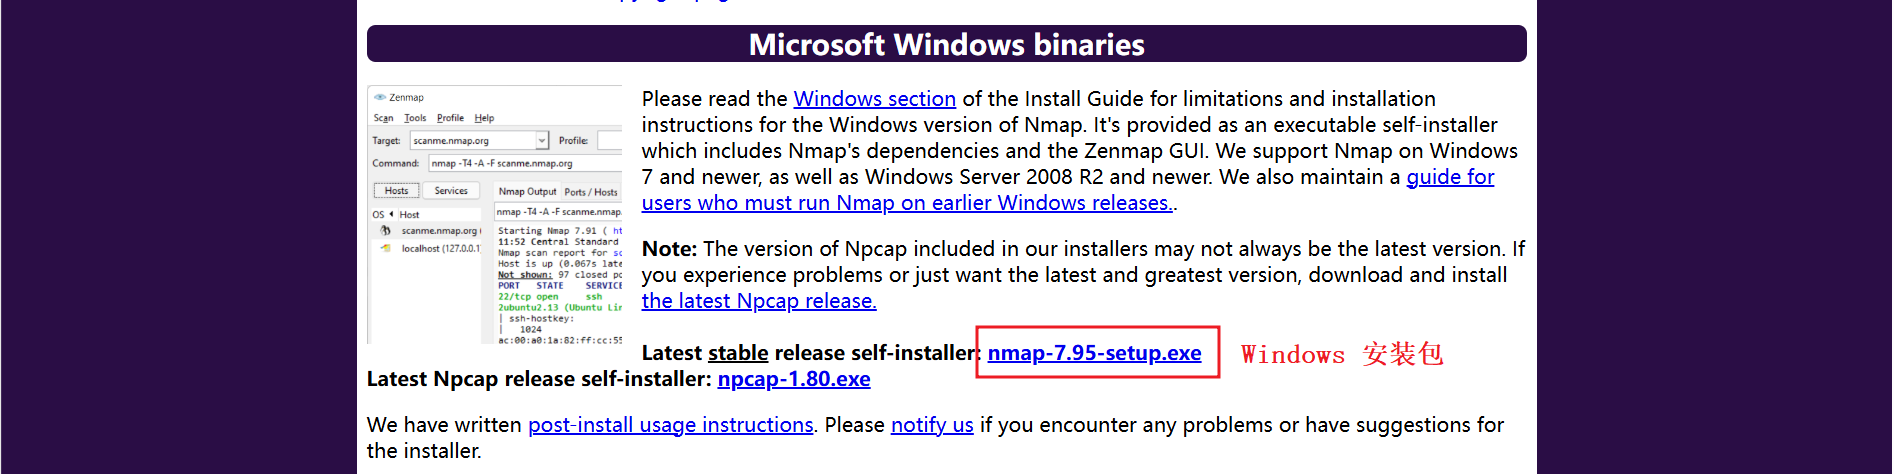 Microsoft Windows binaries
Zenmap
Scan Tools Profile Help
Target: scanme.nmap.org Profile:
Command: nmap -T4 -A -F scanme.nmap.org
Hosts Services Nmap Output Ports / Hosts
OS Host nmap -T4 -A -F scanme.nmap.
scanme.nmap.org (
localhost (127.0.0.1)
Starting Nmap 7.91 ( ht
11:52 Central Standard
Nmap scan report for sc
Host is up (0.067s late
Not shown: 97 closed po
PORT STATE SERVICE
22/tcp open ssh
2ubuntu2.13 (Ubuntu Lin
| ssh-hostkey:
| 1024
ac:00:a0:1a:82:ff:cc:55
Please read the Windows section of the Install Guide for limitations and installation
instructions for the Windows version of Nmap. It's provided as an executable self-installer
which includes Nmap's dependencies and the Zenmap GUI. We support Nmap on Windows
7 and newer, as well as Windows Server 2008 R2 and newer. We also maintain a guide for
users who must run Nmap on earlier Windows releases..
Note: The version of Npcap included in our installers may not always be the latest version. If
you experience problems or just want the latest and greatest version, download and install
the latest Npcap release.
Latest stable release self-installer: nmap-7.95-setup.exe Windows 安装包
Latest Npcap release self-installer: npcap-1.80.exe
We have written post-install usage instructions. Please notify us if you encounter any problems or have suggestions for
the installer.